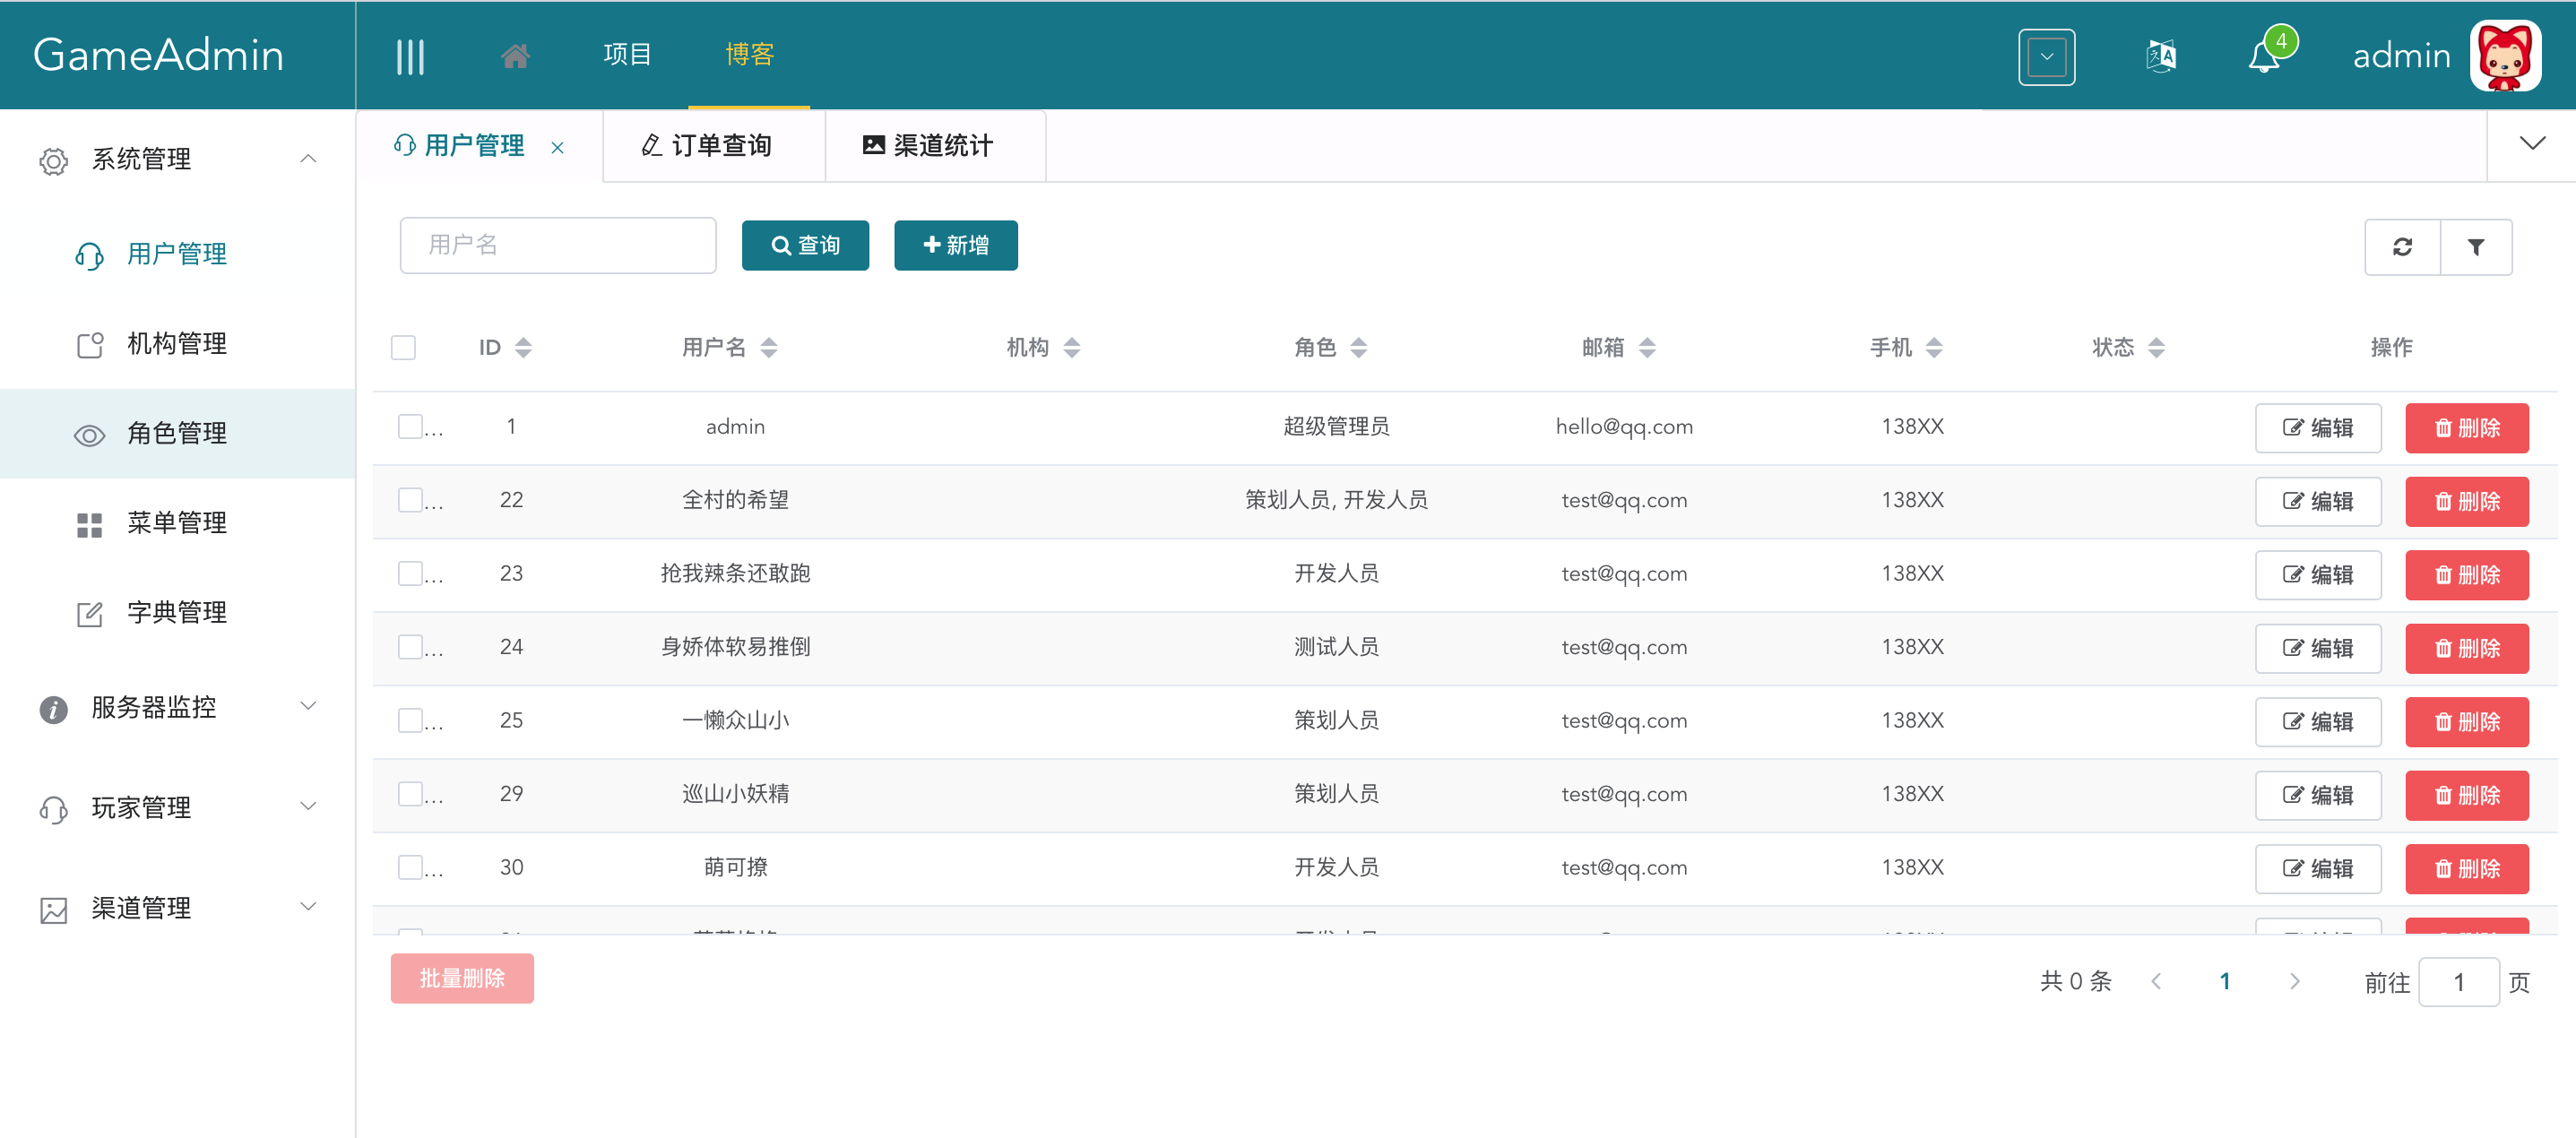 GameAdmin
项目
博客
4
admin
系统管理
用户管理
机构管理
角色管理
菜单管理
字典管理
服务器监控
玩家管理
渠道管理
用户管理 ×
订单查询
渠道统计
用户名
查询
新增
ID 用户名 机构 角色 邮箱 手机 状态 操作
... 1 admin 超级管理员 hello@qq.com 138XX 编辑 删除
... 22 全村的希望 策划人员, 开发人员 test@qq.com 138XX 编辑 删除
... 23 抢我辣条还敢跑 开发人员 test@qq.com 138XX 编辑 删除
... 24 身娇体软易推倒 测试人员 test@qq.com 138XX 编辑 删除
... 25 一懒众山小 策划人员 test@qq.com 138XX 编辑 删除
... 29 巡山小妖精 策划人员 test@qq.com 138XX 编辑 删除
... 30 萌可撩 开发人员 test@qq.com 138XX 编辑 删除
批量删除
共 0 条 < 1 > 前往 1 页